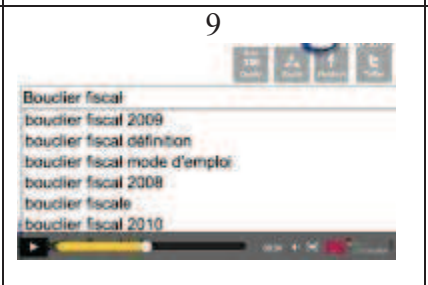 9
Bouclier fiscal
bouclier fiscal 2009
bouclier fiscal définition
bouclier fiscal mode d'emploi
bouclier fiscal 2008
bouclier fiscale
bouclier fiscal 2010